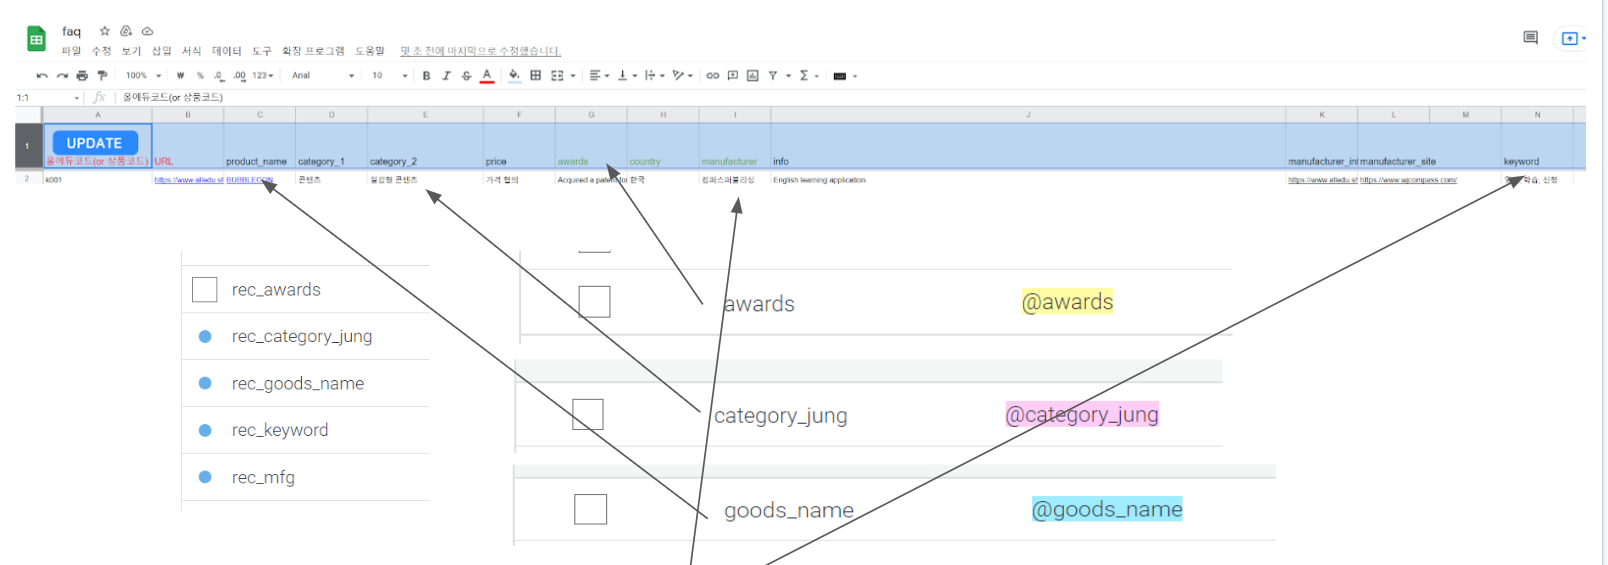 faq
파일 수정 보기 삽입 서식 데이터 도구 확장 프로그램 도움말 몇 초 전에 마지막으로 수정했습니다.
100% ₩ % .0 .00 123 Arial 10 B I S A
1:1 fx 올에듀코드(or 상품코드)
A B C D E F G H I J K L M N
1 UPDATE
올에듀코드(or 상품코드) URL product_name category_1 category_2 price awards country manufacturer info manufacturer_in manufacturer_site keyword
2 k001 https://www.alledu.st BUBBLECON 콘텐츠 실감형 콘텐츠 가격 협의 Acquired a patent for 한국 컴퍼스퍼블리싱 English learning application. https://www.alledu.st https://www.wjcompass.com/ 학습, 신청
rec_awards
rec_category_jung
rec_goods_name
rec_keyword
rec_mfg
awards @awards
category_jung @category_jung
goods_name @goods_name